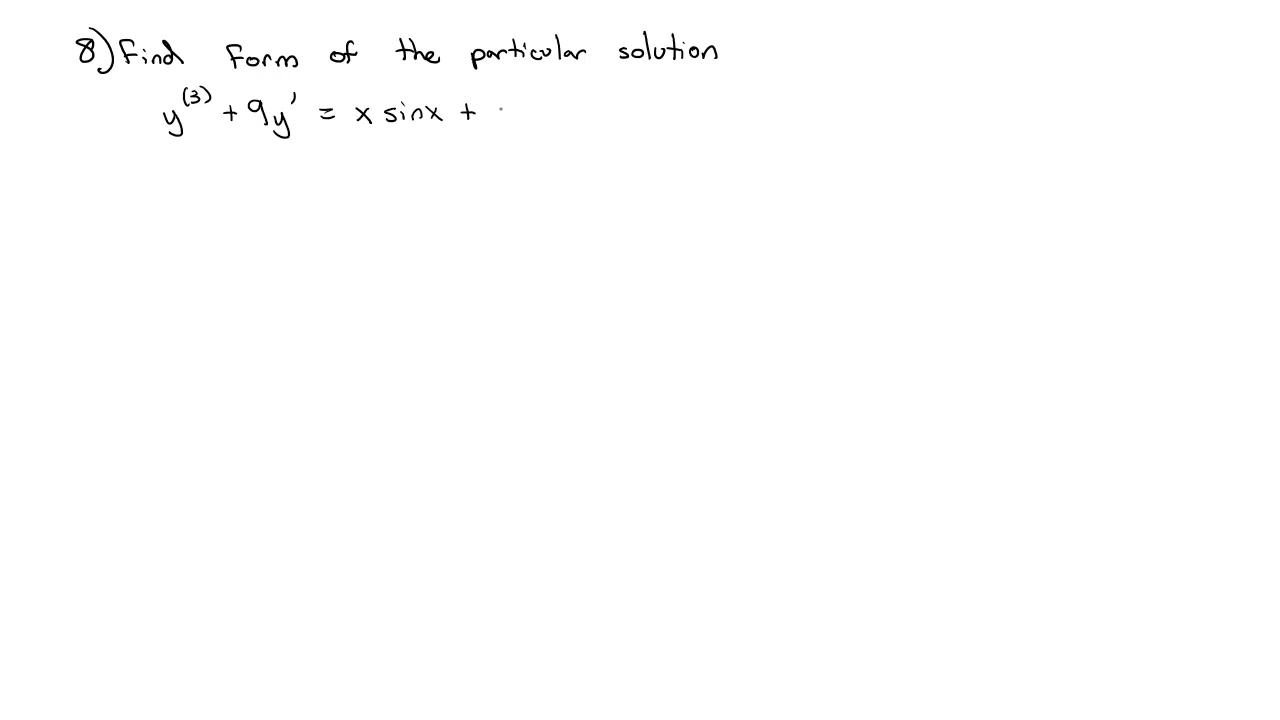 8) Find form of the particular solution
y⁽³⁾ + 9y' = x sinx +